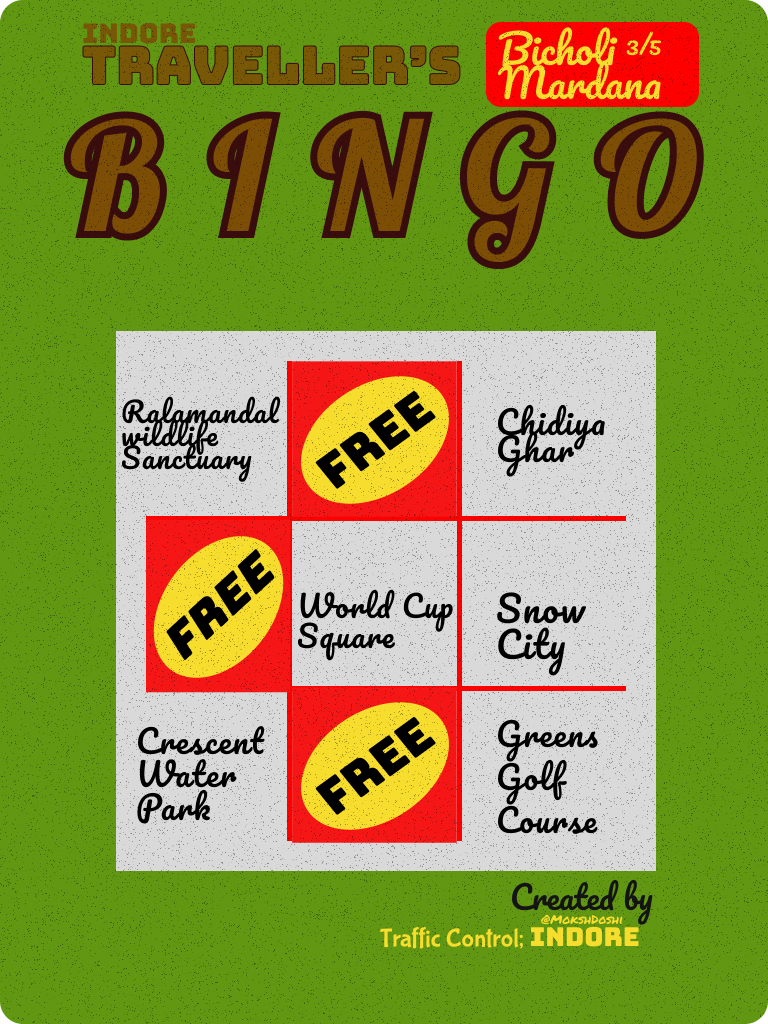 INDORE
TRAVELLER'S
Bicholi 3/5
Mardana
BINGO
Ralamandal
wildlife
Sanctuary
FREE
Chidiya
Ghar
FREE
World Cup
Square
Snow
City
Crescent
Water
Park
FREE
Greens
Golf
Course
Created by
@MokshDoshi
Traffic Control; INDORE